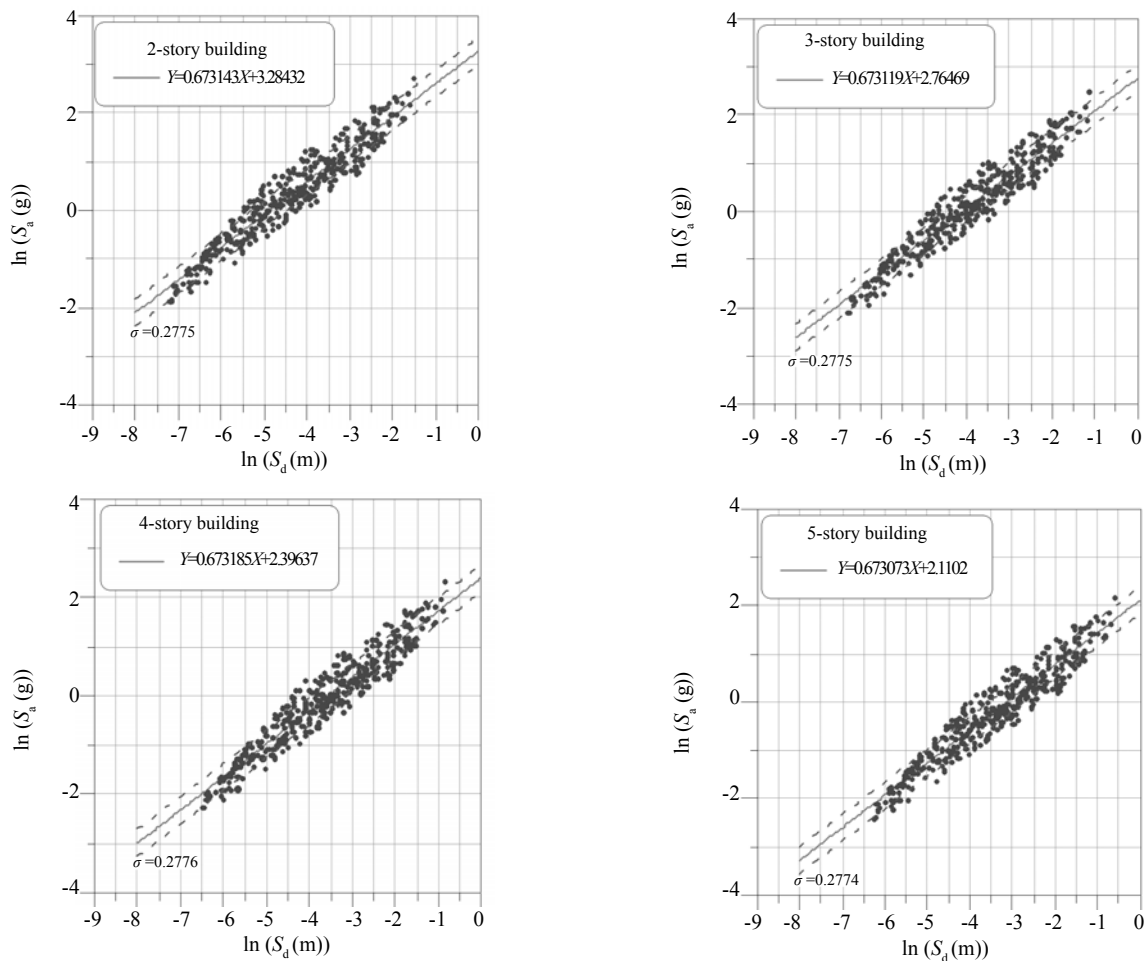 4
2
0
-2
-4
ln (Sa (g))
2-story building
Y=0.673143X+3.28432
σ =0.2775
-9 -8 -7 -6 -5 -4 -3 -2 -1 0
ln (Sd (m))
4
2
0
-2
-4
ln (Sa (g))
3-story building
Y=0.673119X+2.76469
σ =0.2775
-9 -8 -7 -6 -5 -4 -3 -2 -1 0
ln (Sd (m))
4
2
0
-2
-4
ln (Sa (g))
4-story building
Y=0.673185X+2.39637
σ =0.2776
-9 -8 -7 -6 -5 -4 -3 -2 -1 0
ln (Sd (m))
4
2
0
-2
-4
ln (Sa (g))
5-story building
Y=0.673073X+2.1102
σ =0.2774
-9 -8 -7 -6 -5 -4 -3 -2 -1 0
ln (Sd (m))